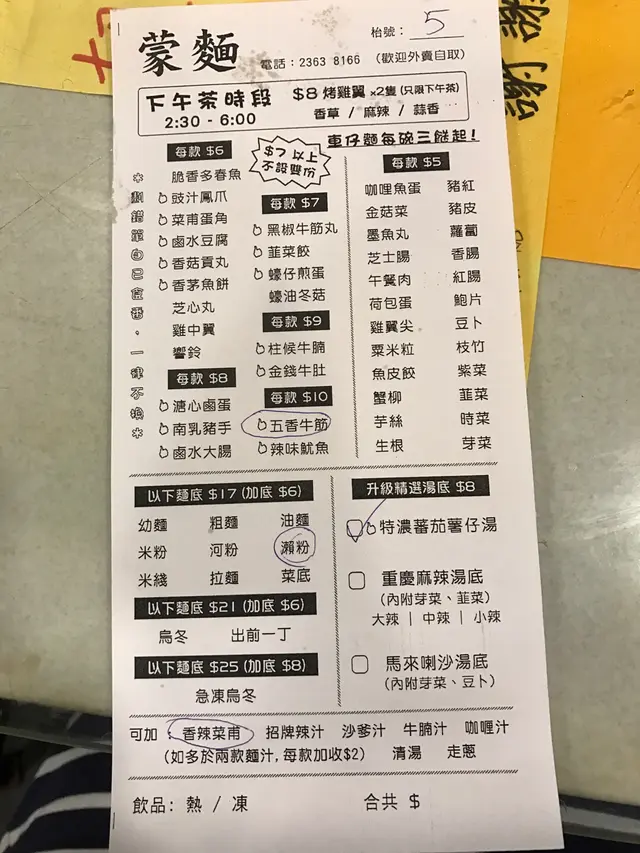 蒙麵
電話：2363 8166 (歡迎外賣自取)
枱號：5
下午茶時段
2:30 - 6:00
$8 烤雞翼 x2隻 (只限下午茶)
香草 / 麻辣 / 蒜香
車仔麵每碗三餸起!
$7 以上
不設雙份
*劃錯單自己食番，一律不換*
每款 $6
脆香多春魚
豉汁鳳爪
菜甫蛋角
鹵水豆腐
香菇貢丸
香茅魚餅
芝心丸
雞中翼
響鈴
每款 $8
溏心鹵蛋
南乳豬手
鹵水大腸
每款 $7
黑椒牛筋丸
韮菜餃
蠔仔煎蛋
蠔油冬菇
每款 $9
柱候牛腩
金錢牛肚
每款 $10
五香牛筋
辣味魷魚
每款 $5
咖哩魚蛋 豬紅
金菇菜 豬皮
墨魚丸 蘿蔔
芝士腸 香腸
午餐肉 紅腸
荷包蛋 鮑片
雞翼尖 豆卜
粟米粒 枝竹
魚皮餃 紫菜
蟹柳 韮菜
芋絲 時菜
生根 芽菜
以下麵底 $17 (加底 $6)
幼麵 粗麵 油麵
米粉 河粉 瀨粉
米綫 拉麵 菜底
以下麵底 $21 (加底 $6)
烏冬 出前一丁
以下麵底 $25 (加底 $8)
急凍烏冬
升級精選湯底 $8
特濃蕃茄薯仔湯
重慶麻辣湯底
(內附芽菜、韮菜)
大辣 | 中辣 | 小辣
馬來喇沙湯底
(內附芽菜、豆卜)
可加：香辣菜甫 招牌辣汁 沙爹汁 牛腩汁 咖喱汁
(如多於兩款麵汁，每款加收$2) 清湯 走蔥
飲品: 熱 / 凍 合共 $